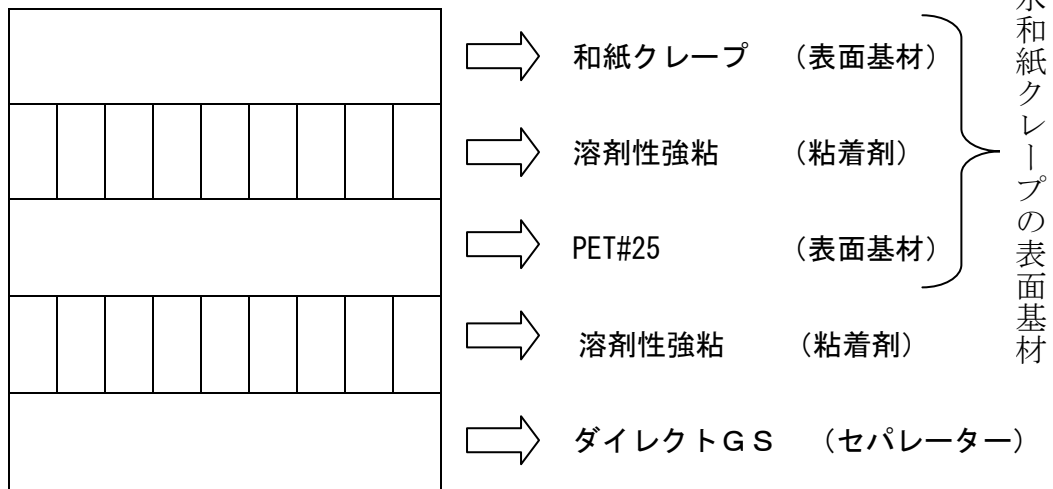 和紙クレープ （表面基材）
溶剤性強粘 （粘着剤）
PET#25 （表面基材）
溶剤性強粘 （粘着剤）
ダイレクトＧＳ （セパレーター）
和紙クレープの表面基材